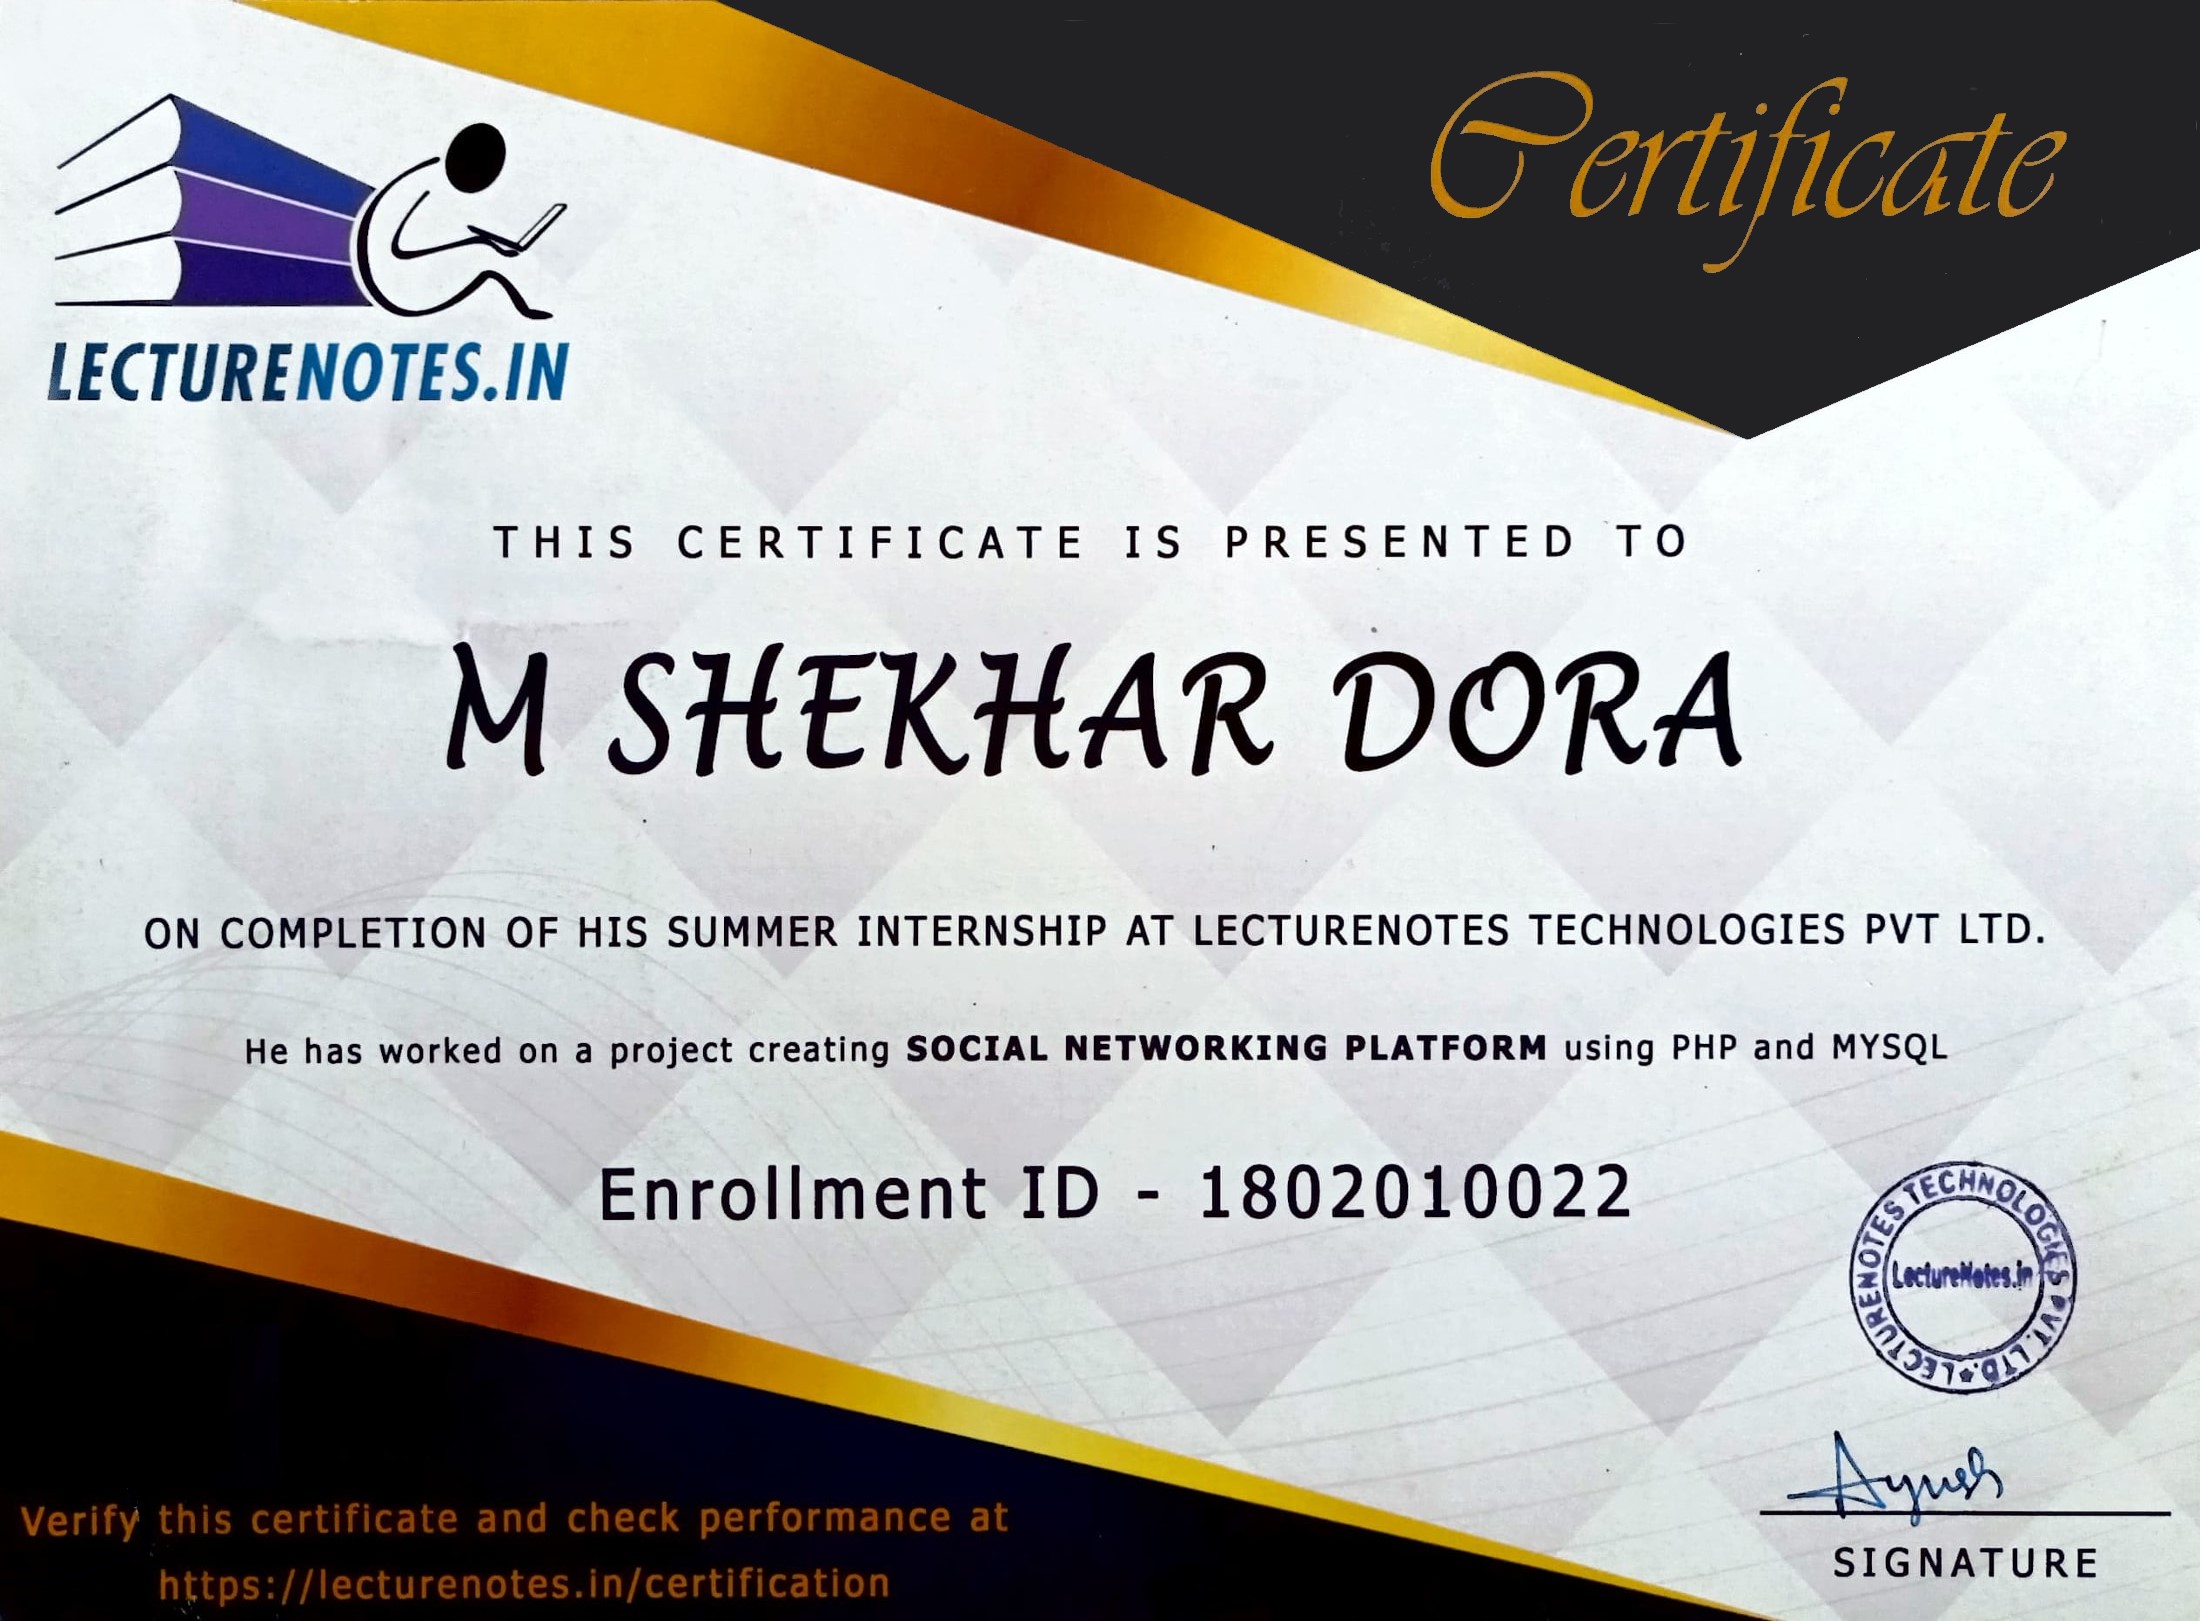 Certificate
LECTURENOTES.IN
THIS CERTIFICATE IS PRESENTED TO
M SHEKHAR DORA
ON COMPLETION OF HIS SUMMER INTERNSHIP AT LECTURENOTES TECHNOLOGIES PVT LTD.
He has worked on a project creating SOCIAL NETWORKING PLATFORM using PHP and MYSQL
Enrollment ID - 1802010022
LECTURENOTES TECHNOLOGIES PVT. LTD.
LectureNotes.in
Ayush
SIGNATURE
Verify this certificate and check performance at
https://lecturenotes.in/certification